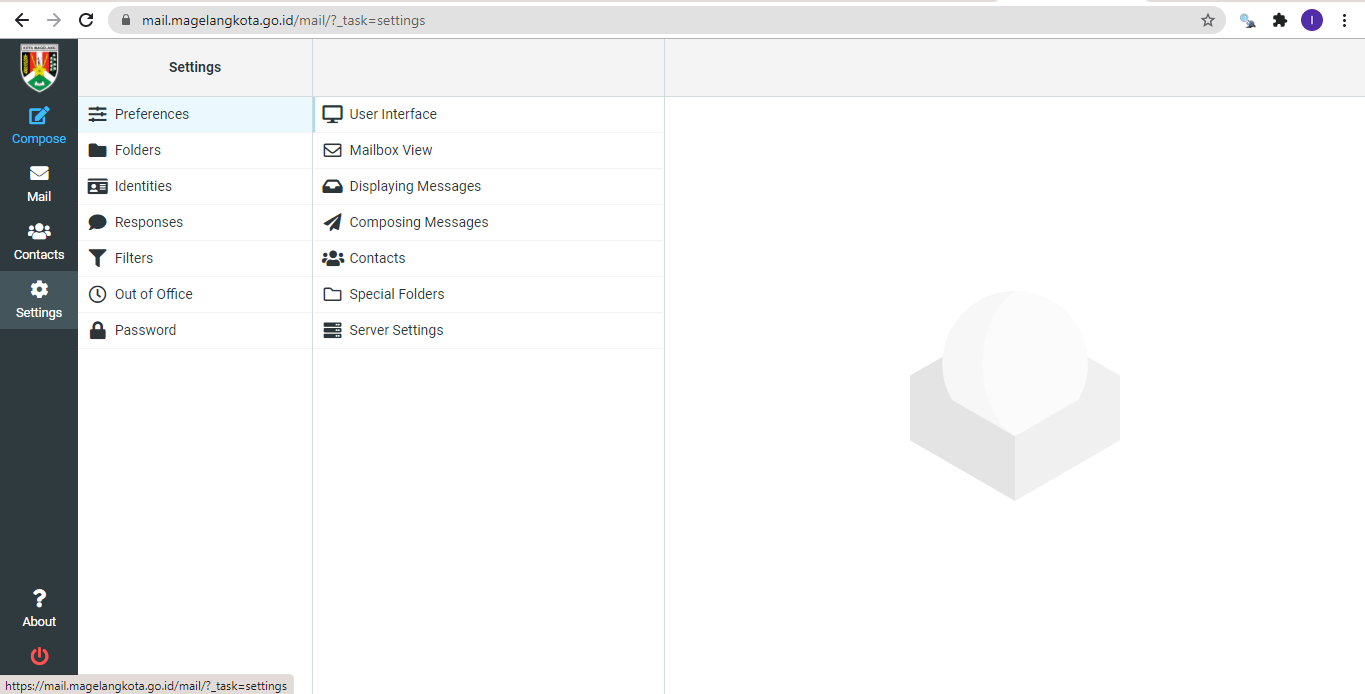 mail.magelangkota.go.id/mail/?_task=settings
I
KOTA MAGELANG
Compose
Mail
Contacts
Settings
About
Settings
Preferences
Folders
Identities
Responses
Filters
Out of Office
Password
User Interface
Mailbox View
Displaying Messages
Composing Messages
Contacts
Special Folders
Server Settings
https://mail.magelangkota.go.id/mail/?_task=settings